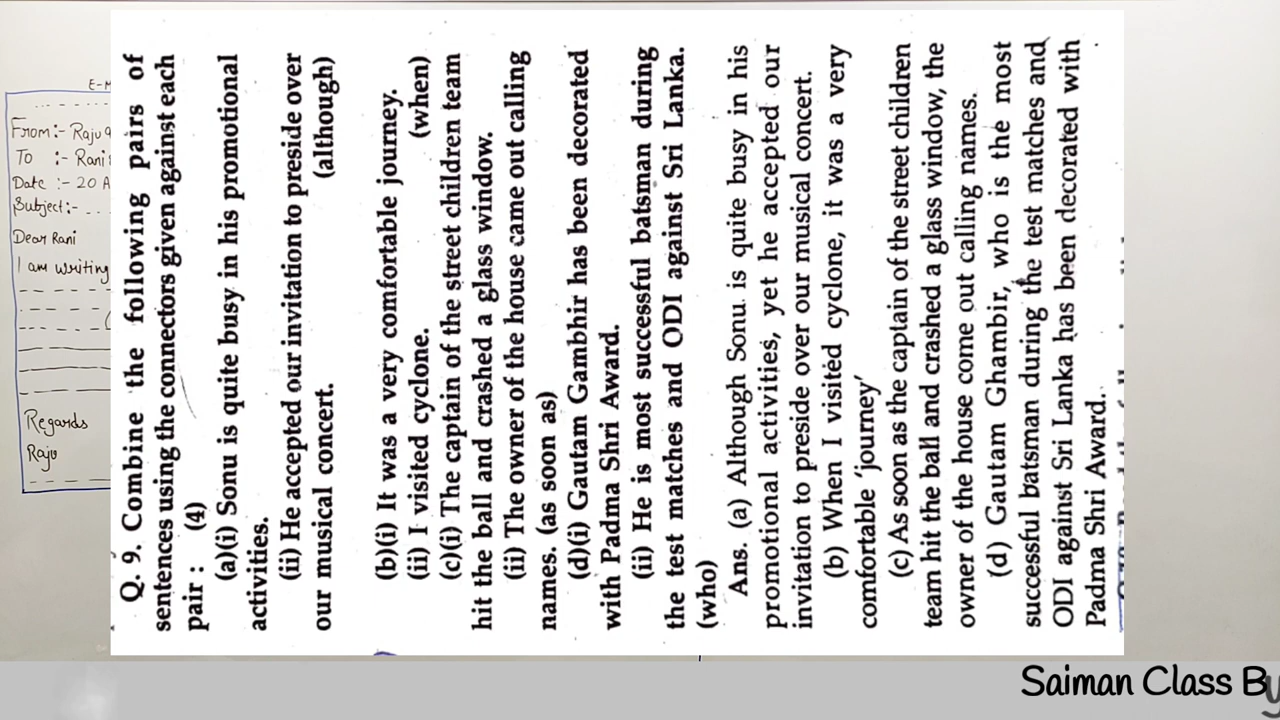 E-M
From:- Raju
To :- Rani
Date :- 20 A
Subject:-
Dear Rani
I am writing
Regards
Raju
Q. 9. Combine the following pairs of
sentences using the connectors given against each
pair : (4)
(a)(i) Sonu is quite busy in his promotional
activities.
(ii) He accepted our invitation to preside over
our musical concert. (although)
(b)(i) It was a very comfortable journey.
(ii) I visited cyclone. (when)
(c)(i) The captain of the street children team
hit the ball and crashed a glass window.
(ii) The owner of the house came out calling
names. (as soon as)
(d)(i) Gautam Gambhir has been decorated
with Padma Shri Award.
(ii) He is most successful batsman during
the test matches and ODI against Sri Lanka.
(who)
Ans. (a) Although Sonu is quite busy in his
promotional activities, yet he accepted our
invitation to preside over our musical concert.
(b) When I visited cyclone, it was a very
comfortable 'journey'
(c) As soon as the captain of the street children
team hit the ball and crashed a glass window, the
owner of the house come out calling names.
(d) Gautam Ghambir, who is the most
successful batsman during the test matches and
ODI against Sri Lanka has been decorated with
Padma Shri Award.
Saiman Class By